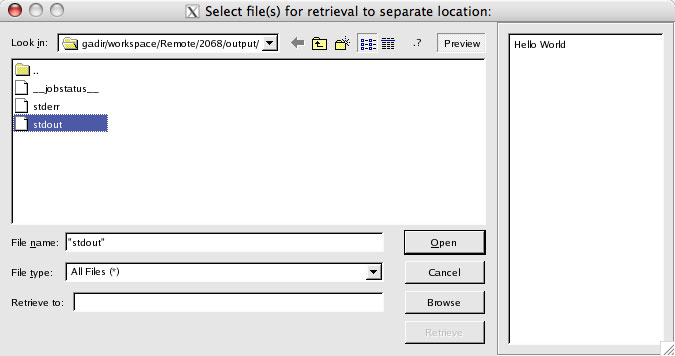 Select file(s) for retrieval to separate location:
Look in: gadir/workspace/Remote/2068/output/ .? Preview
..
__jobstatus__
stderr
stdout
Hello World
File name: "stdout" Open
File type: All Files (*) Cancel
Retrieve to: Browse
Retrieve